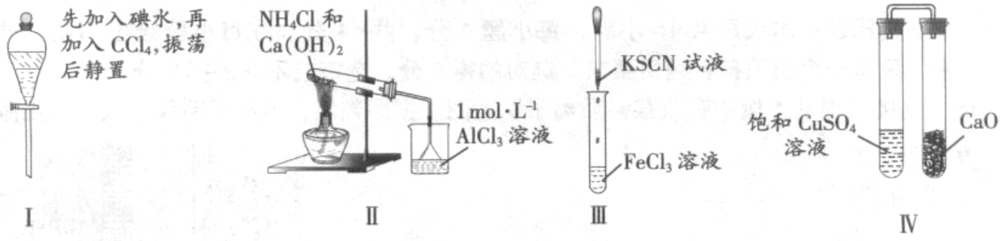 先加入碘水,再
加入 CCl₄,振荡
后静置
Ⅰ
NH₄Cl 和
Ca(OH)₂
1mol·L⁻¹
AlCl₃ 溶液
Ⅱ
KSCN 试液
FeCl₃ 溶液
Ⅲ
饱和 CuSO₄
溶液
CaO
Ⅳ